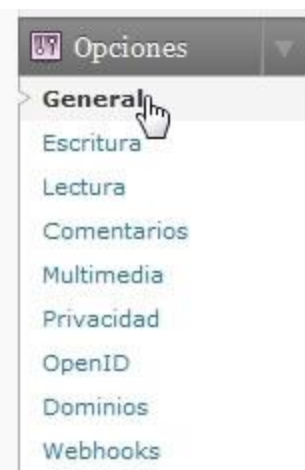 Opciones
General
Escritura
Lectura
Comentarios
Multimedia
Privacidad
OpenID
Dominios
Webhooks